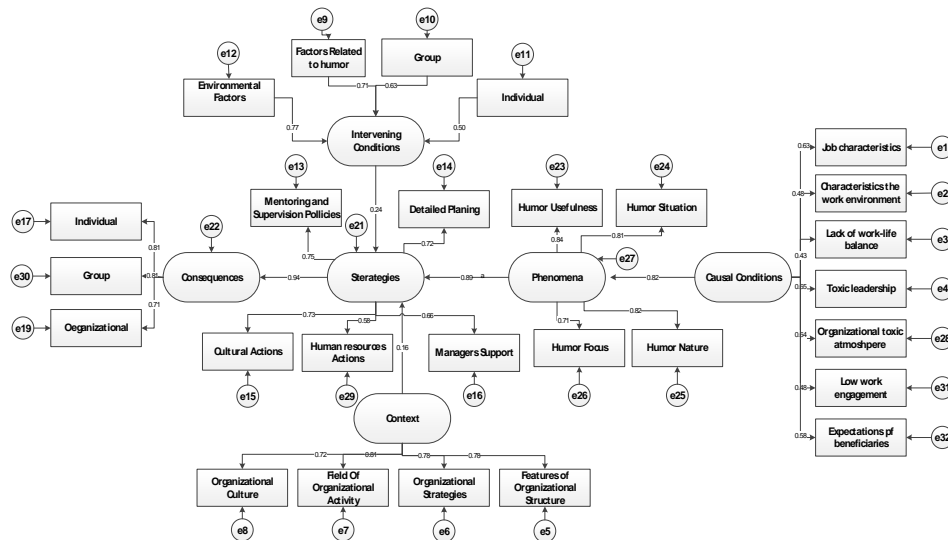 e9
e10
e12
e11
Factors Related
to humor
Group
Environmental
Factors
Individual
0.71
0.63
0.77
0.50
Intervening
Conditions
e13
e14
e23
e24
Mentoring and
Supervision Pollicies
Detailed Planing
Humor Usefulness
Humor Situation
0.24
e22
e21
e27
0.75
0.72
0.84
0.81
e17
Individual
e30
Group
e19
Oeganizational
0.81
0.81
0.71
Consequences
0.94
Sterategies
0.89
a
Phenomena
0.82
Causal Conditions
0.63
Job characteristics
e1
0.48
Characteristics the
work environment
e2
Lack of work-life
balance
e3
0.43
0.55
Toxic leadership
e4
0.54
Organizational toxic
atmoshpere
e28
0.48
Low work
engagement
e31
0.58
Expectations pf
beneficiaries
e32
0.73
0.58
0.66
0.16
0.71
0.82
Cultural Actions
Human resources
Actions
Managers Support
Humor Focus
Humor Nature
e15
e29
e16
e26
e25
Context
0.72
0.81
0.78
0.78
Organizational
Culture
Field Of
Organizational
Activity
Organizational
Strategies
Features of
Organizational
Structure
e8
e7
e6
e5